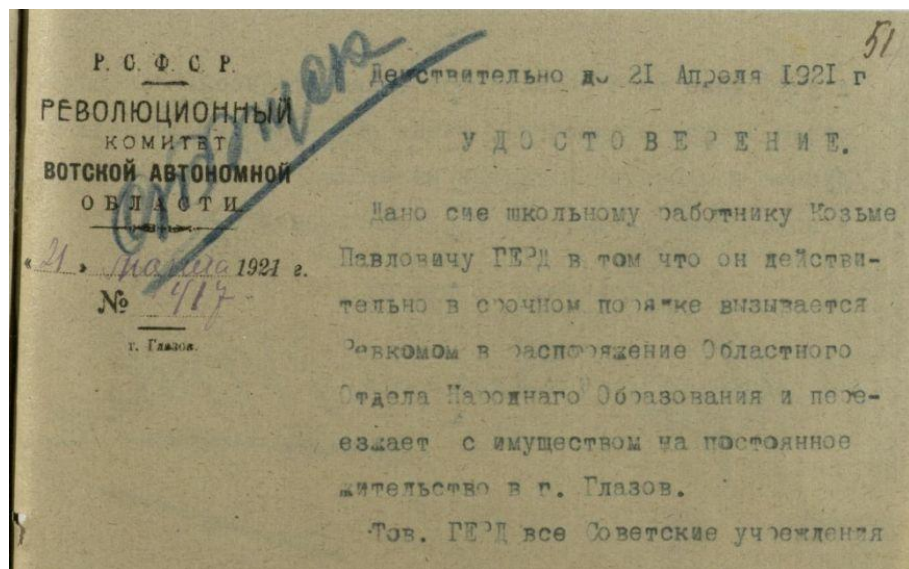 51
Р. С. Ф. С. Р.
РЕВОЛЮЦИОННЫЙ
КОМИТЕТ
ВОТСКОЙ АВТОНОМНОЙ
ОБЛАСТИ.
"21" марта 1921 г.
№ 417
г. Глазов.
Действительно до 21 Апреля 1921 г
УДОСТОВЕРЕНИЕ.
Дано сие школьному работнику Козьме
Павловичу ГЕРД в том что он действи-
тельно в срочном порядке вызывается
Ревкомом в распоряжение Областного
Отдела Народнаго Образования и пере-
езжает с имуществом на постоянное
жительство в г. Глазов.
Тов. ГЕРД все Советские учреждения